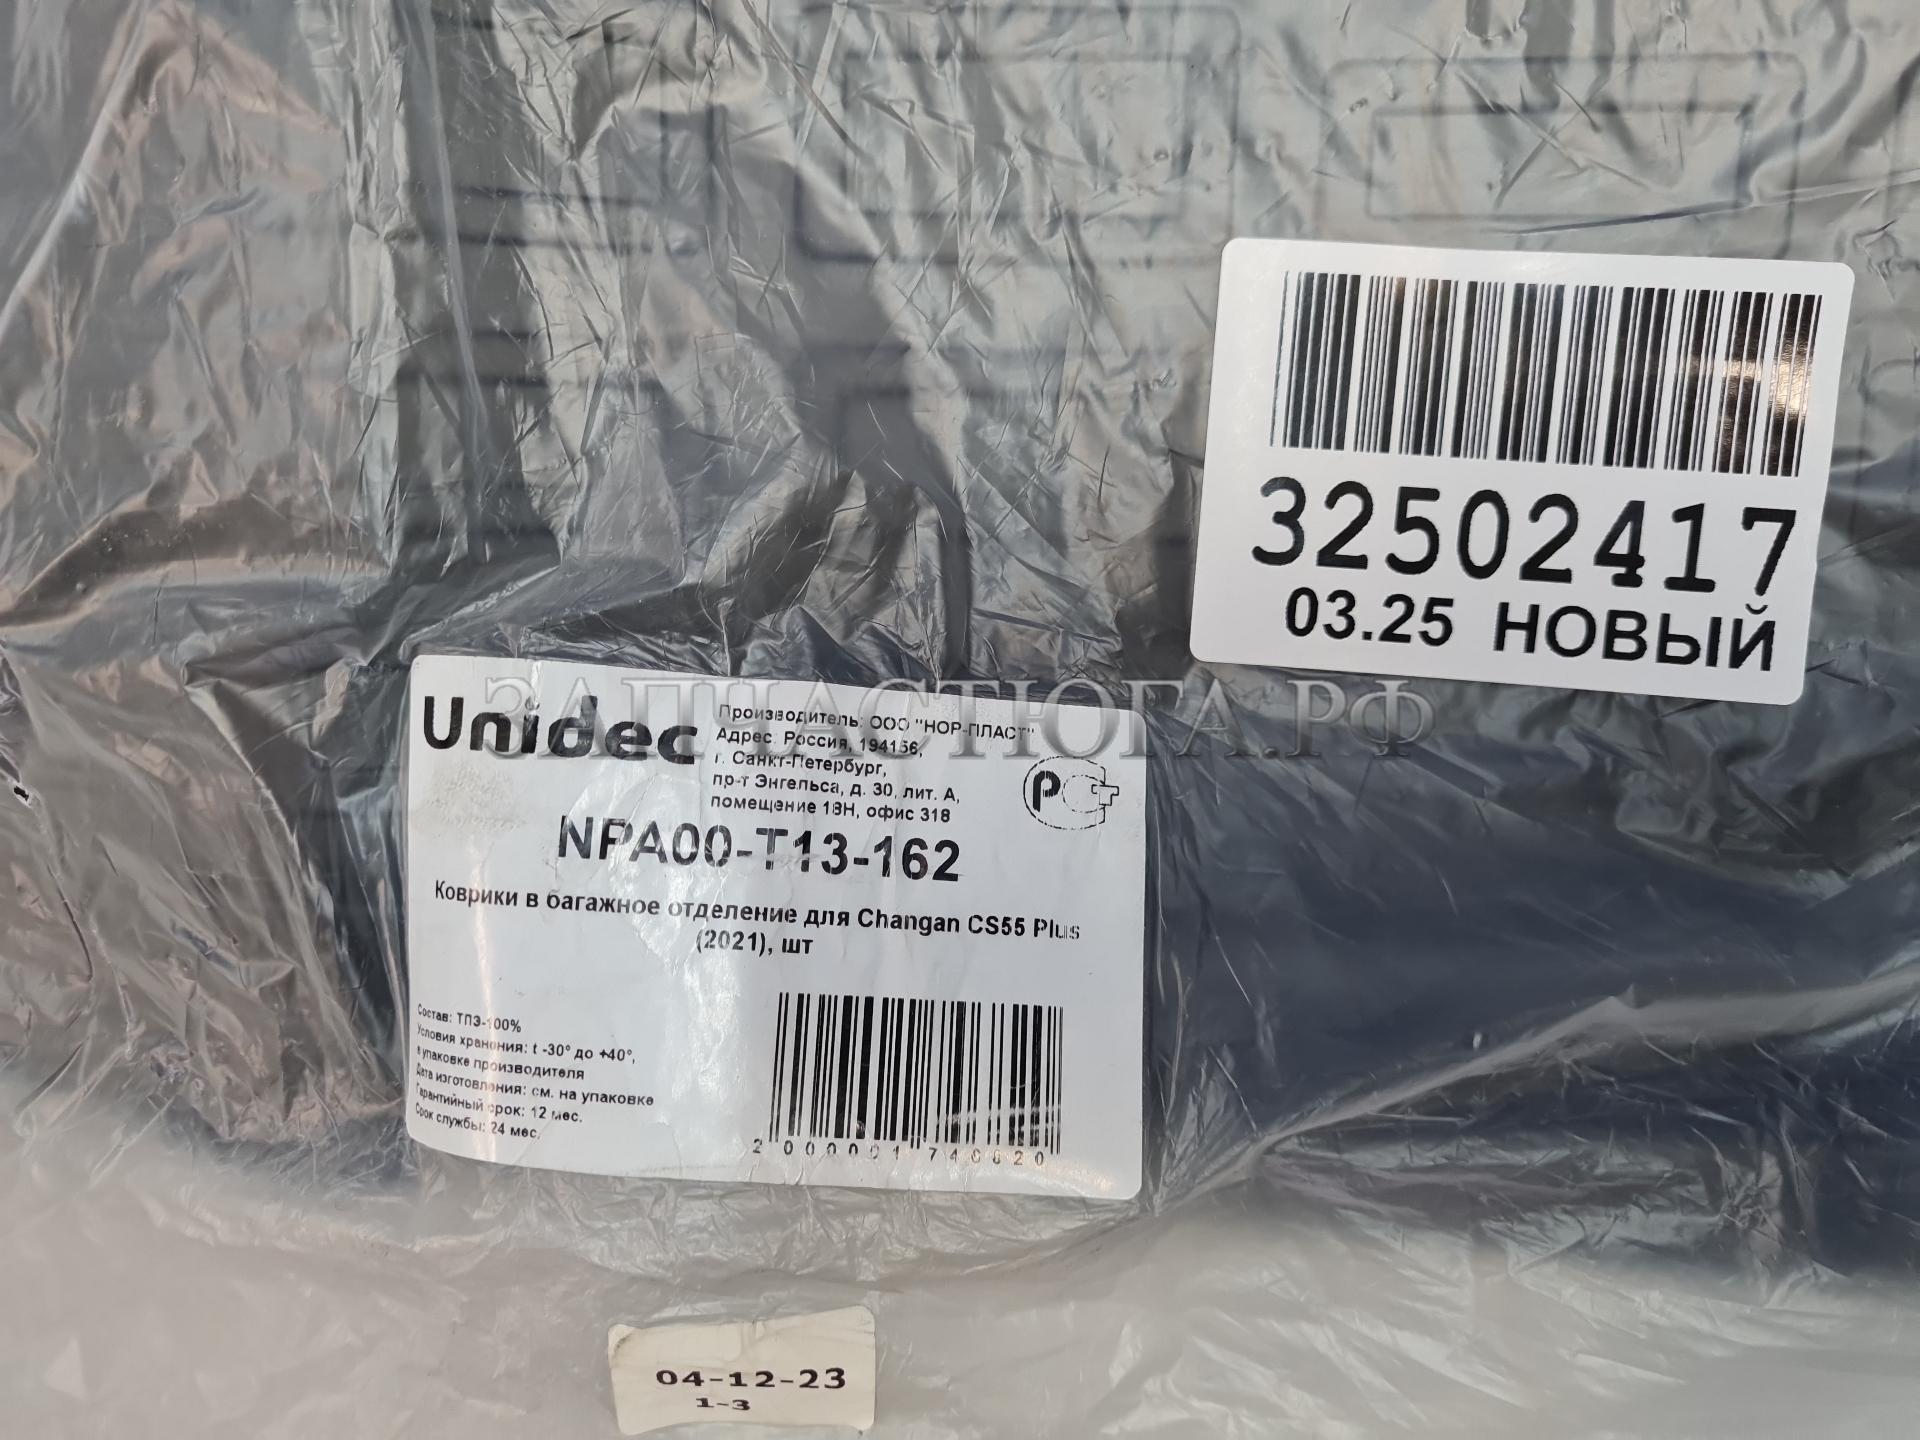 32502417
03.25 НОВЫЙ
ЗАПЧАСТЮГА.РФ
Unidec
Производитель: ООО "НОР-ПЛАСТ"
Адрес: Россия, 194156,
г. Санкт-Петербург,
пр-т Энгельса, д. 30, лит. А,
помещение 18Н, офис 318
РСТ
NPA00-T13-162
Коврики в багажное отделение для Changan CS55 Plus
(2021), шт
Состав: ТПЭ-100%
Условия хранения: t -30° до +40°,
в упаковке производителя
Дата изготовления: см. на упаковке
Гарантийный срок: 12 мес.
Срок службы: 24 мес.
04-12-23
1-3